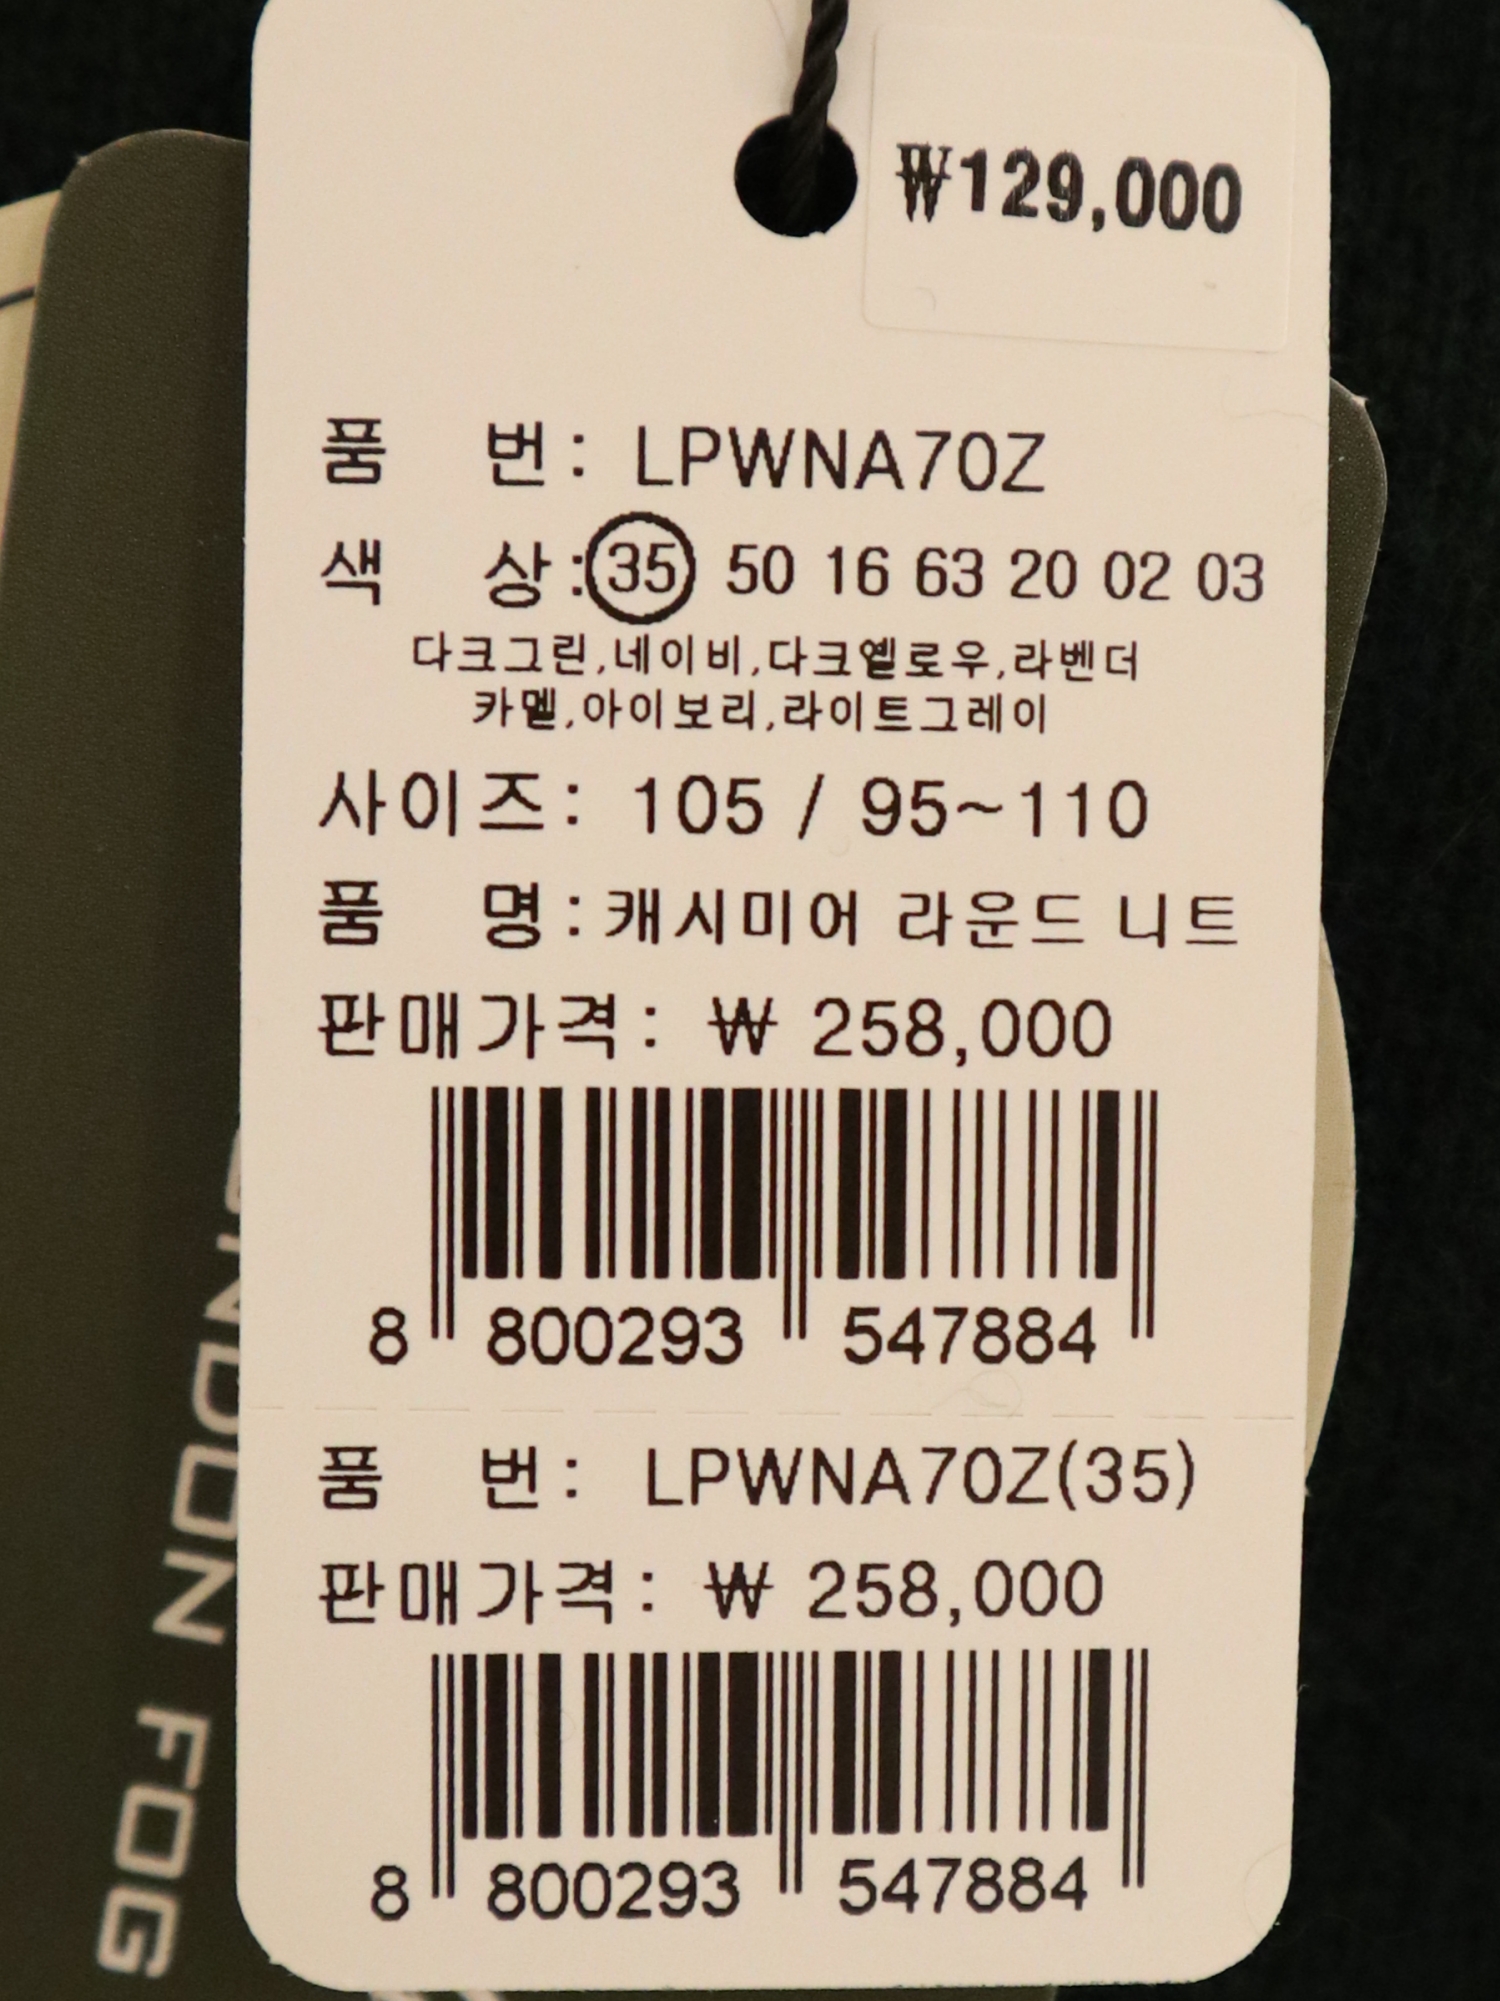 ₩129,000
품 번: LPWNA70Z
색 상: 35 50 16 63 20 02 03
다크그린,네이비,다크옐로우,라벤더
카멜,아이보리,라이트그레이
사이즈: 105 / 95~110
품 명: 캐시미어 라운드 니트
판매가격: ₩ 258,000
8 800293 547884
품 번: LPWNA70Z(35)
판매가격: ₩ 258,000
8 800293 547884
ONDON FOG